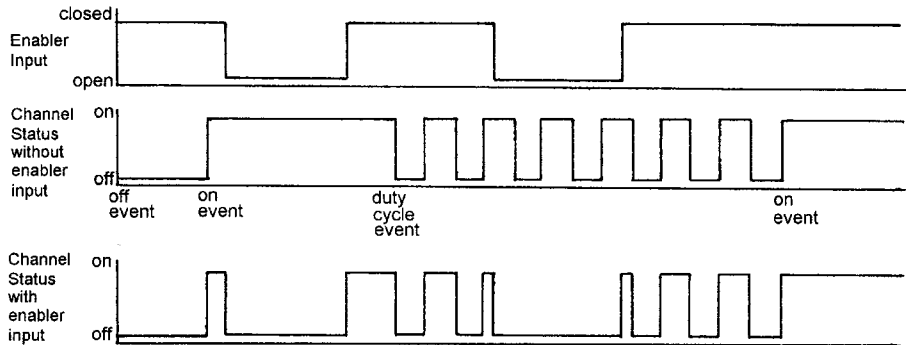 closed
Enabler
Input
open
Channel
Status
without
enabler
input
on
off
off
event
on
event
duty
cycle
event
on
event
Channel
Status
with
enabler
input
on
off